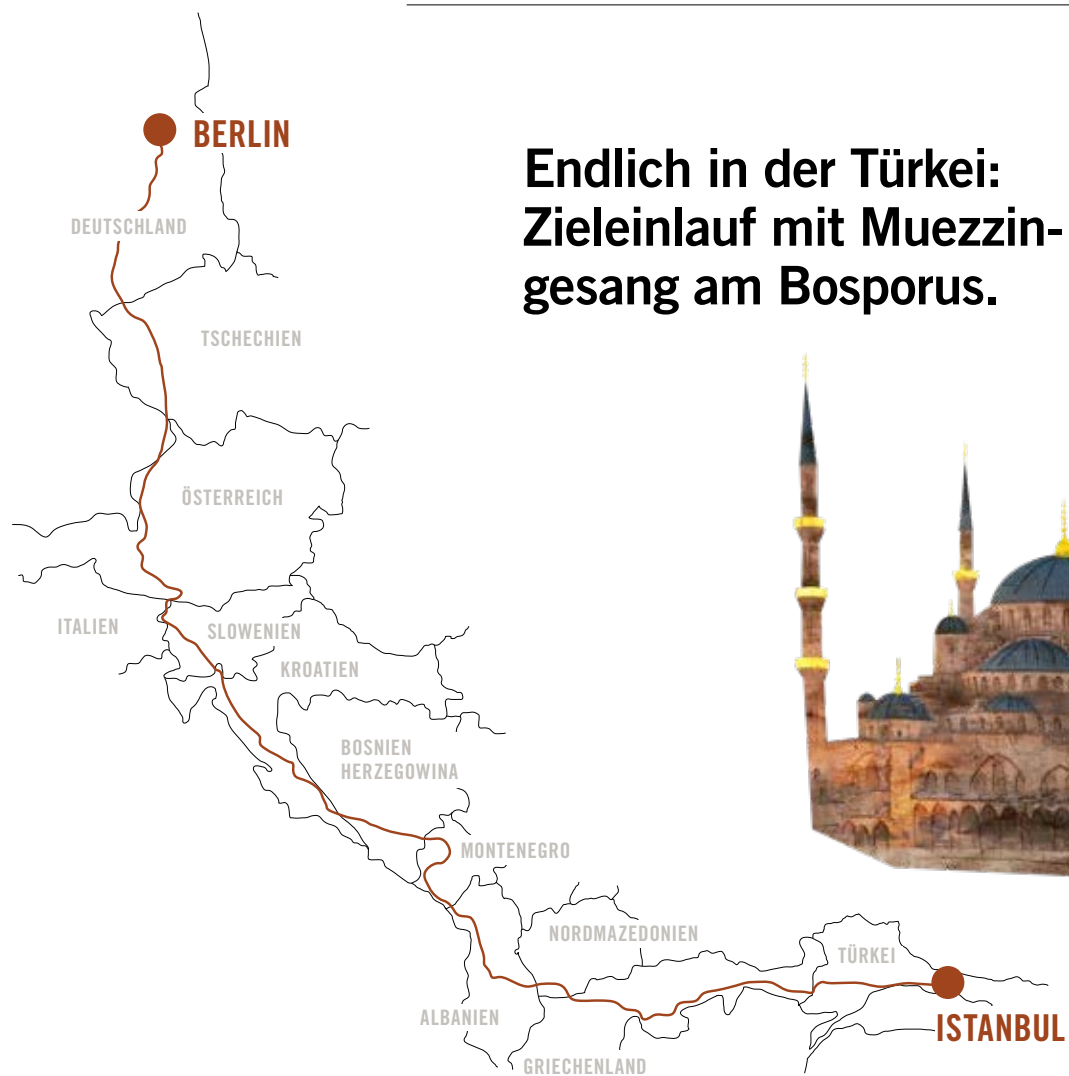 BERLIN
Endlich in der Türkei:
Zieleinlauf mit Muezzin-
gesang am Bosporus.
DEUTSCHLAND
TSCHECHIEN
ÖSTERREICH
ITALIEN
SLOWENIEN
KROATIEN
BOSNIEN
HERZEGOWINA
MONTENEGRO
NORDMAZEDONIEN
TÜRKEI
ALBANIEN
ISTANBUL
GRIECHENLAND